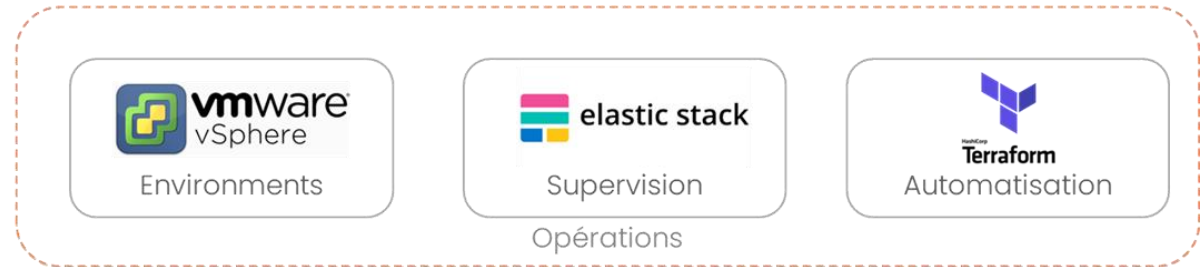 vmware
vSphere
Environments
elastic stack
Supervision
HashiCorp
Terraform
Automatisation
Opérations